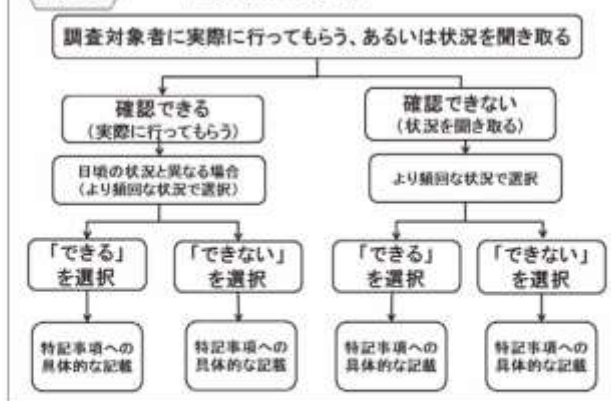 調査対象者に実際に行ってもらう、あるいは状況を聞き取る
確認できる
(実際に行ってもらう)
確認できない
(状況を聞き取る)
日頃の状況と異なる場合
(より頻回な状況で選択)
より頻回な状況で選択
「できる」
を選択
「できない」
を選択
「できる」
を選択
「できない」
を選択
特記事項への
具体的な記載
特記事項への
具体的な記載
特記事項への
具体的な記載
特記事項への
具体的な記載